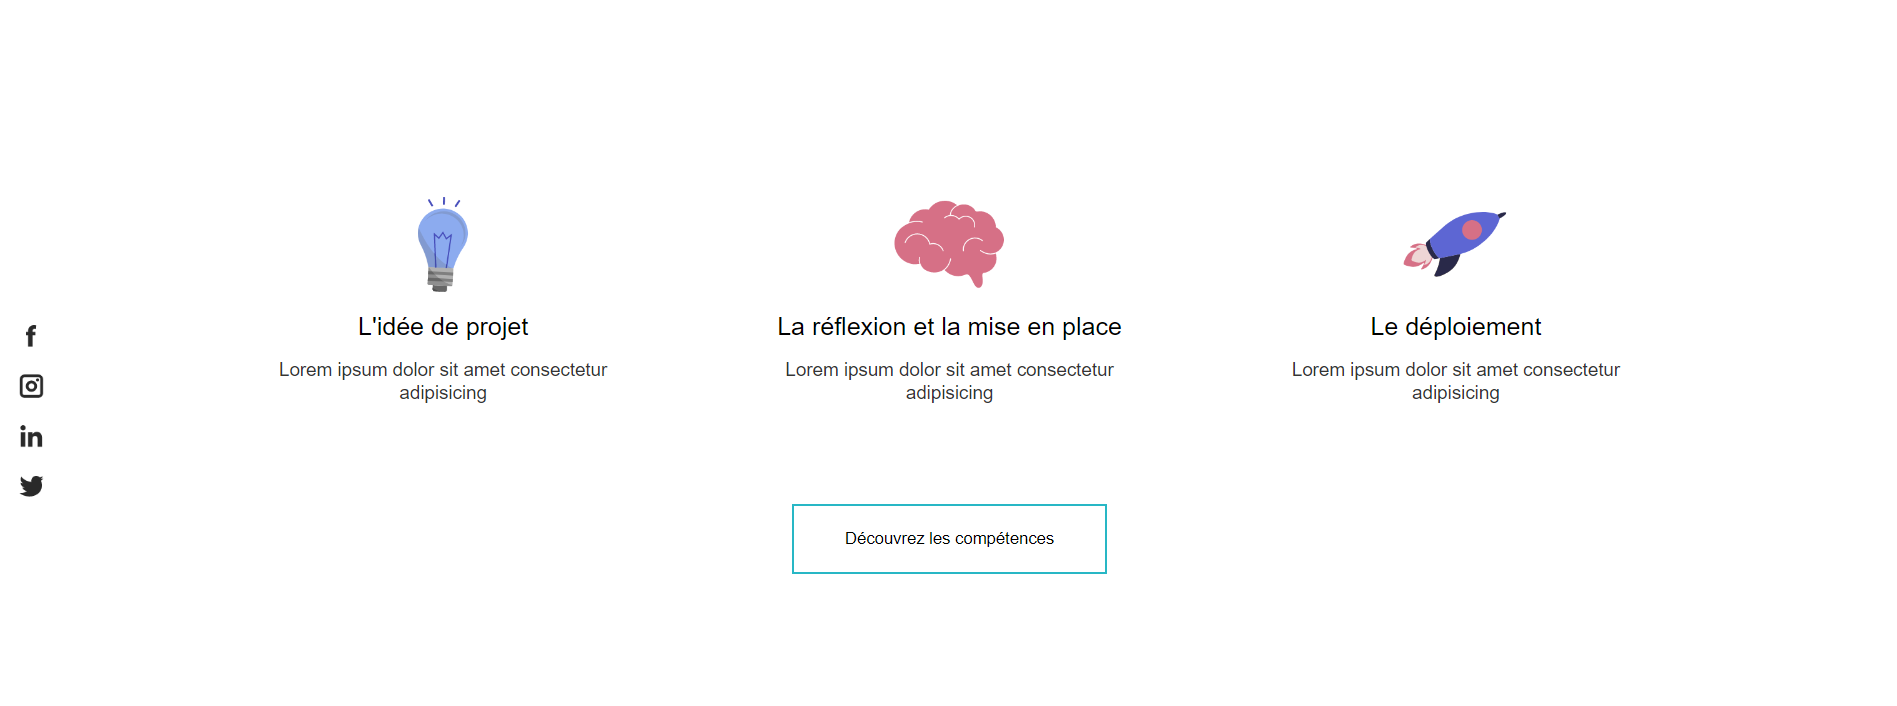 L'idée de projet
Lorem ipsum dolor sit amet consectetur
adipisicing
La réflexion et la mise en place
Lorem ipsum dolor sit amet consectetur
adipisicing
Le déploiement
Lorem ipsum dolor sit amet consectetur
adipisicing
Découvrez les compétences